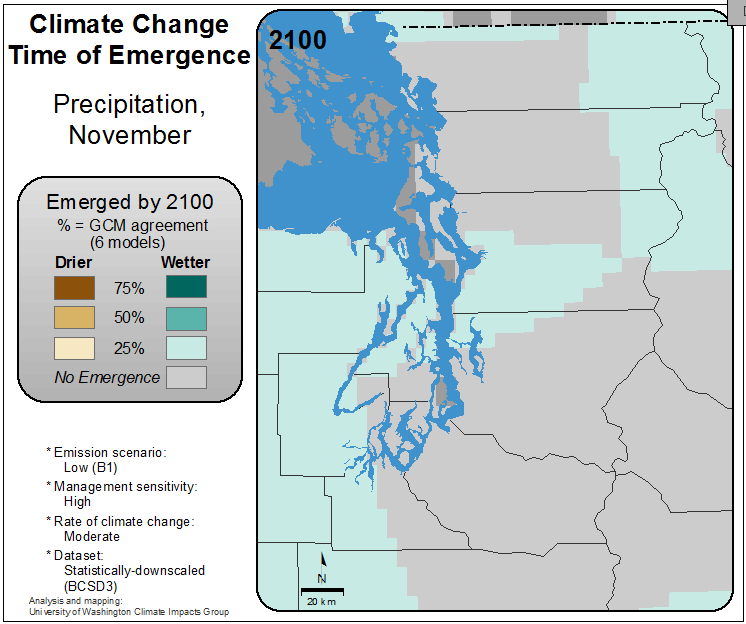 Climate Change
Time of Emergence
Precipitation,
November
Emerged by 2100
% = GCM agreement
(6 models)
Drier Wetter
75%
50%
25%
No Emergence
* Emission scenario:
Low (B1)
* Management sensitivity:
High
* Rate of climate change:
Moderate
* Dataset:
Statistically-downscaled
(BCSD3)
Analysis and mapping:
University of Washington Climate Impacts Group
2100
N
20 km